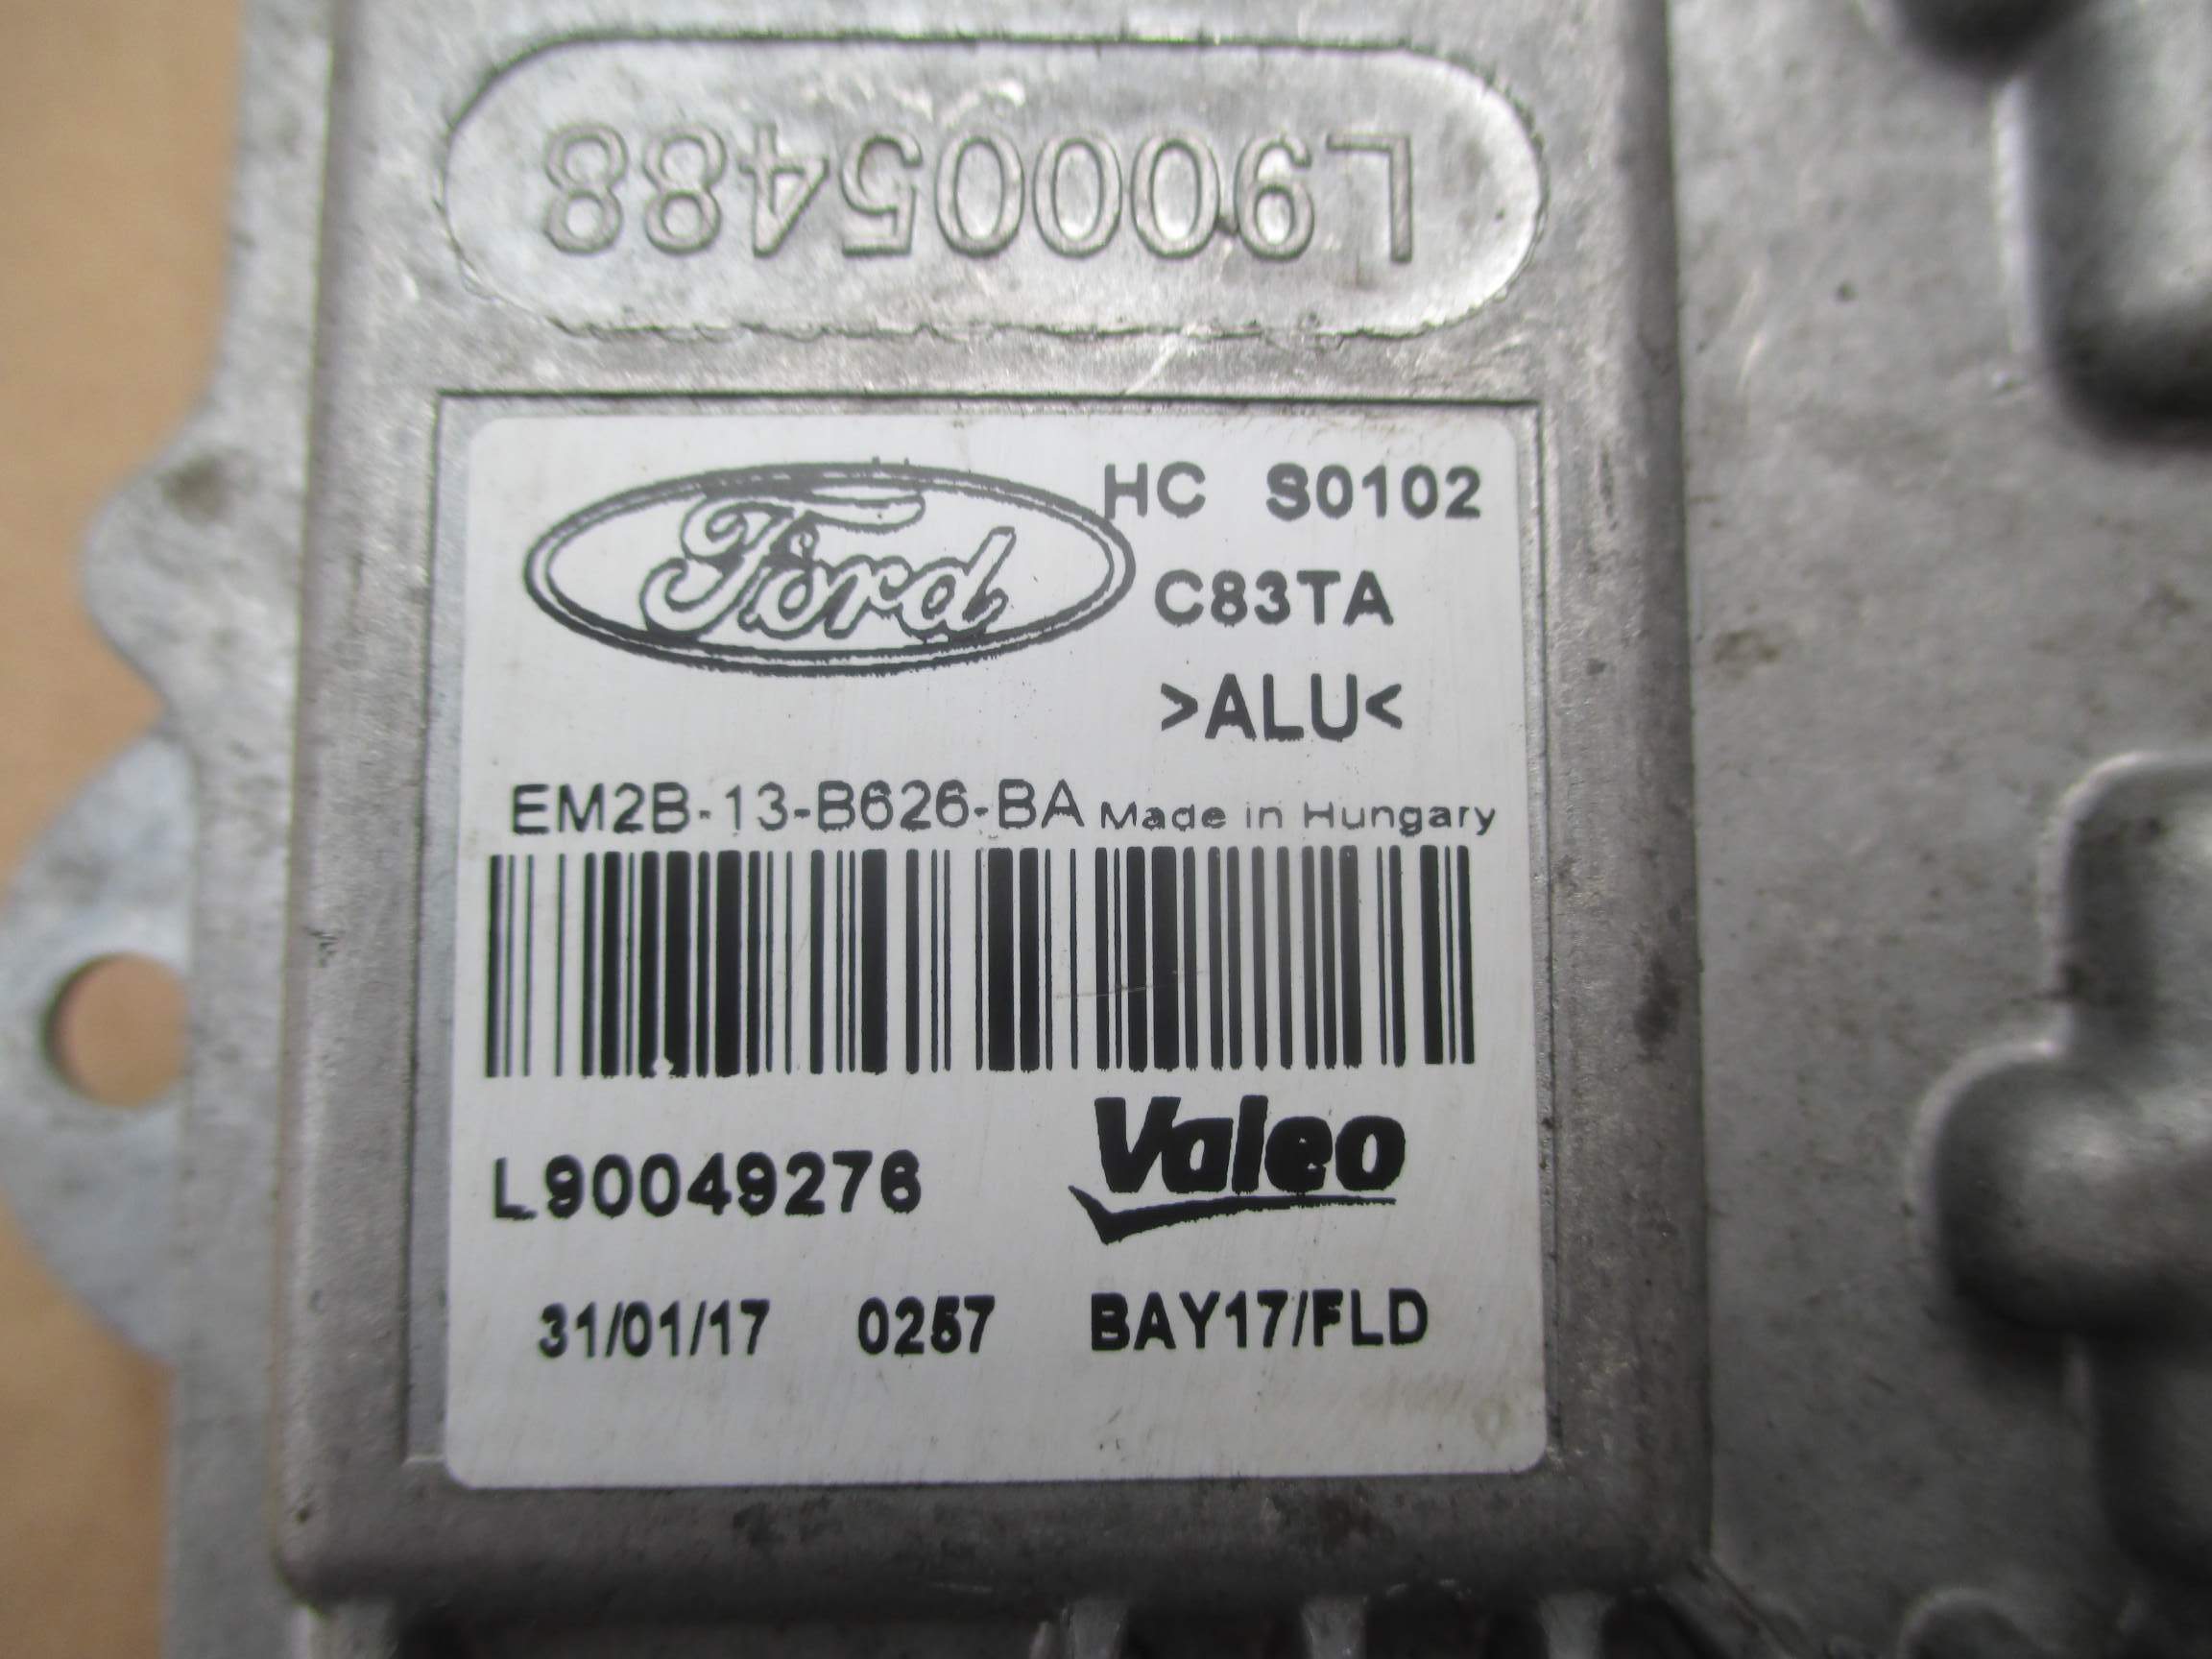 L90005488
Ford HC S0102
C83TA
>ALU<
EM2B-13-B626-BA Made in Hungary
Valeo
L90049276
31/01/17 0257 BAY17/FLD